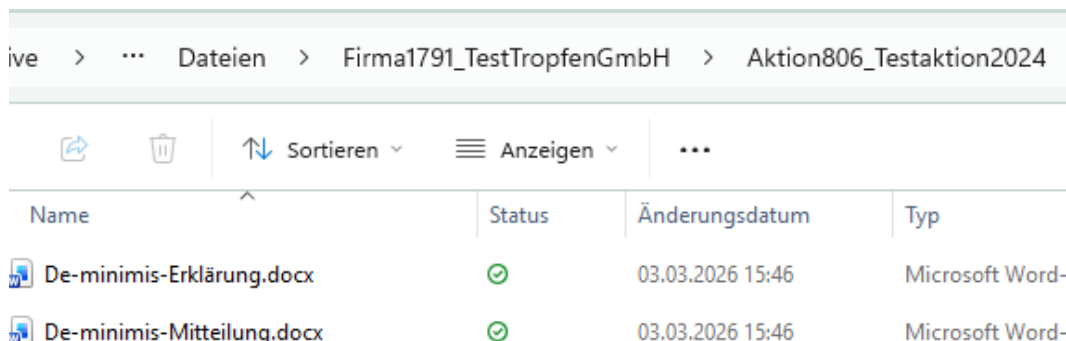 ive > ... Dateien > Firma1791_TestTropfenGmbH > Aktion806_Testaktion2024
Sortieren Anzeigen ...
Name Status Änderungsdatum Typ
De-minimis-Erklärung.docx 03.03.2026 15:46 Microsoft Word-
De-minimis-Mitteilung.docx 03.03.2026 15:46 Microsoft Word-